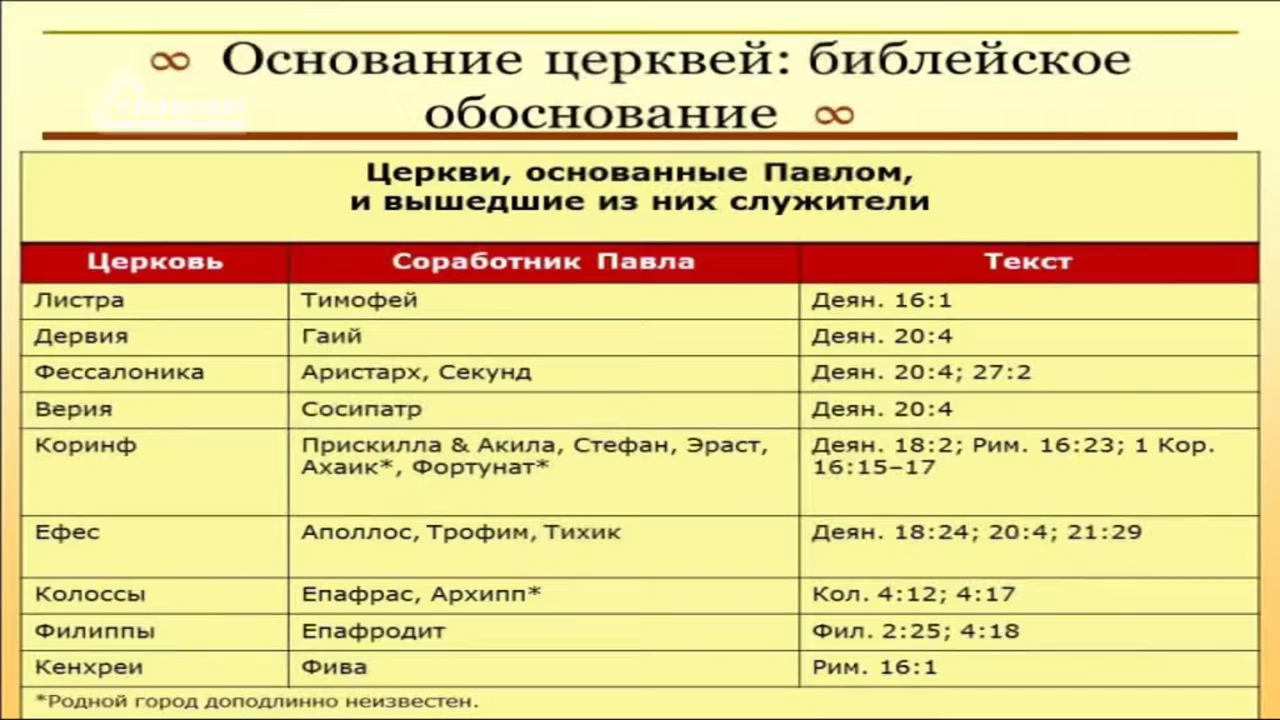 ∞ Основание церквей: библейское
обоснование ∞
Церкви, основанные Павлом,
и вышедшие из них служители
Церковь Соработник Павла Текст
Листра Тимофей Деян. 16:1
Дервия Гаий Деян. 20:4
Фессалоника Аристарх, Секунд Деян. 20:4; 27:2
Верия Сосипатр Деян. 20:4
Коринф Прискилла & Акила, Стефан, Эраст, Деян. 18:2; Рим. 16:23; 1 Кор.
Ахаик*, Фортунат* 16:15–17
Ефес Аполлос, Трофим, Тихик Деян. 18:24; 20:4; 21:29
Колоссы Епафрас, Архипп* Кол. 4:12; 4:17
Филиппы Епафродит Фил. 2:25; 4:18
Кенхреи Фива Рим. 16:1
*Родной город доподлинно неизвестен.